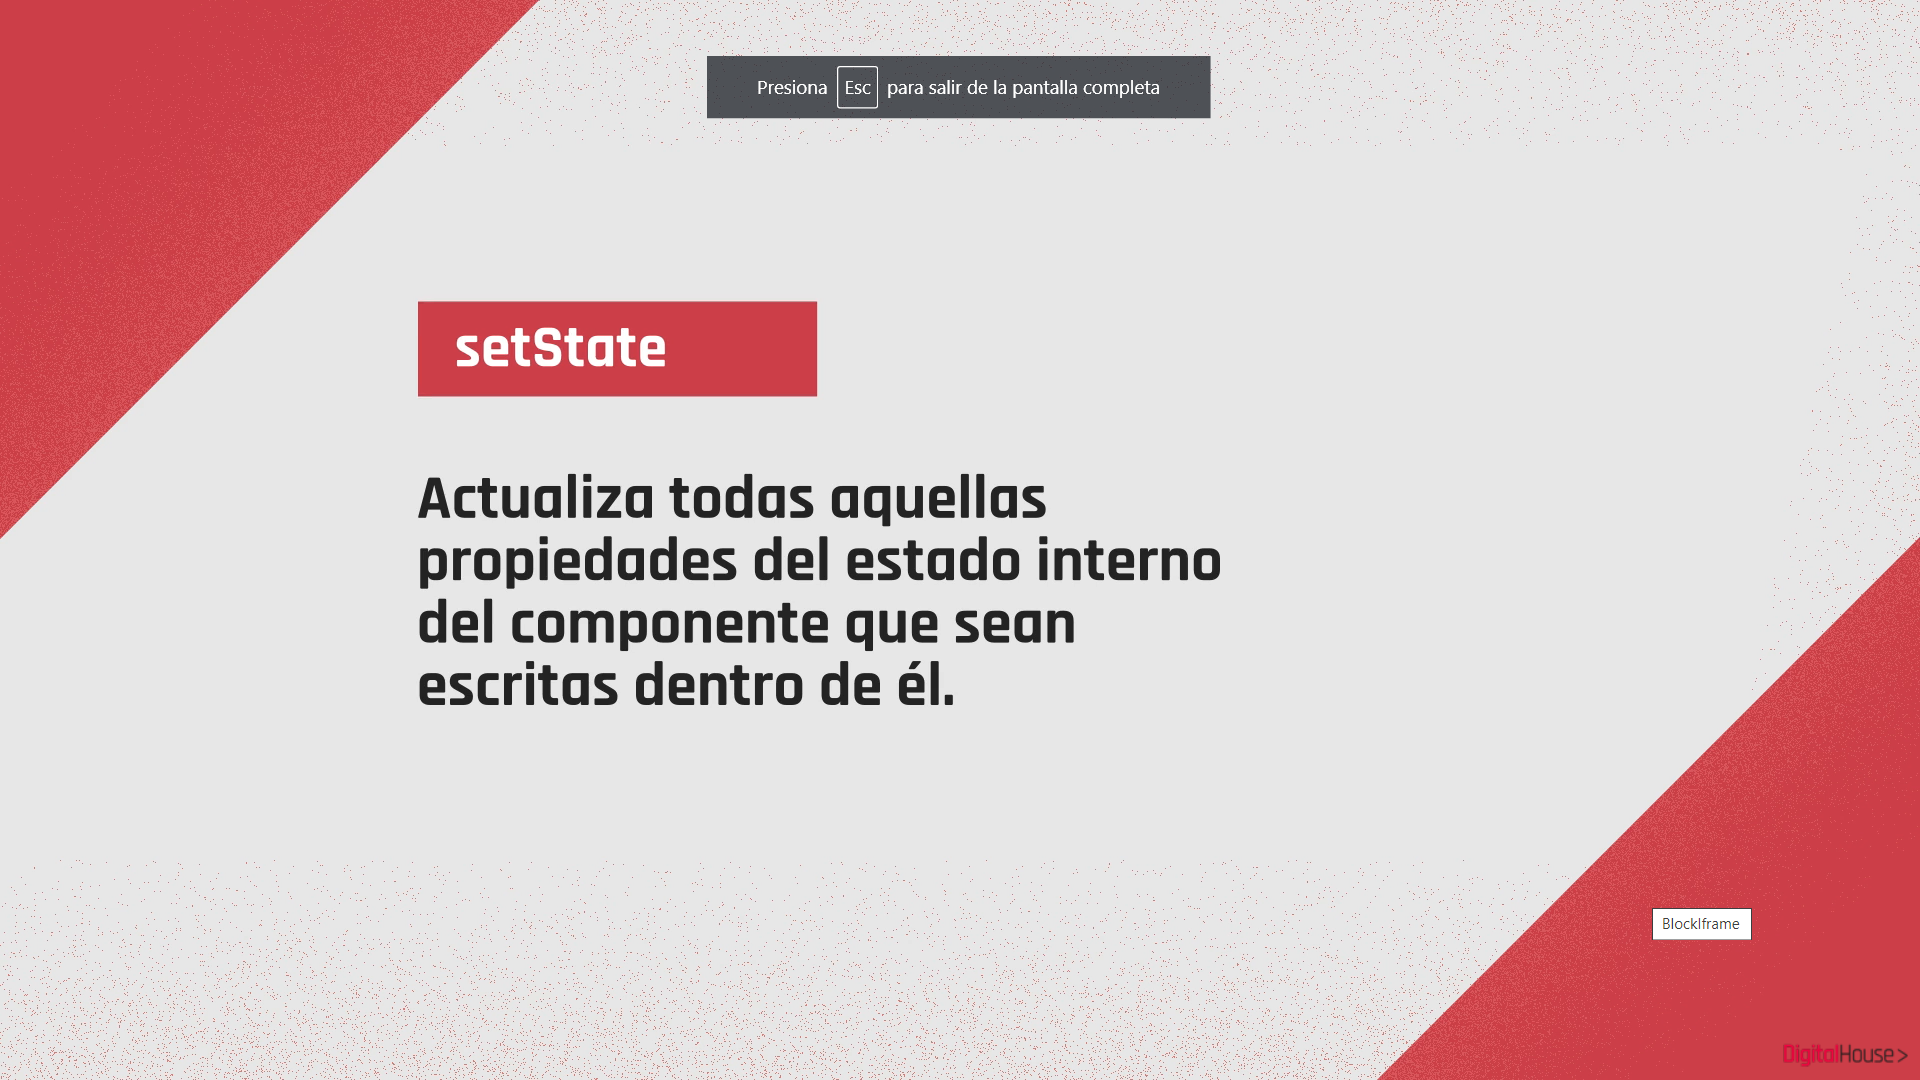 Presiona Esc para salir de la pantalla completa
setState
Actualiza todas aquellas
propiedades del estado interno
del componente que sean
escritas dentro de él.
BlockIframe
DigitalHouse>